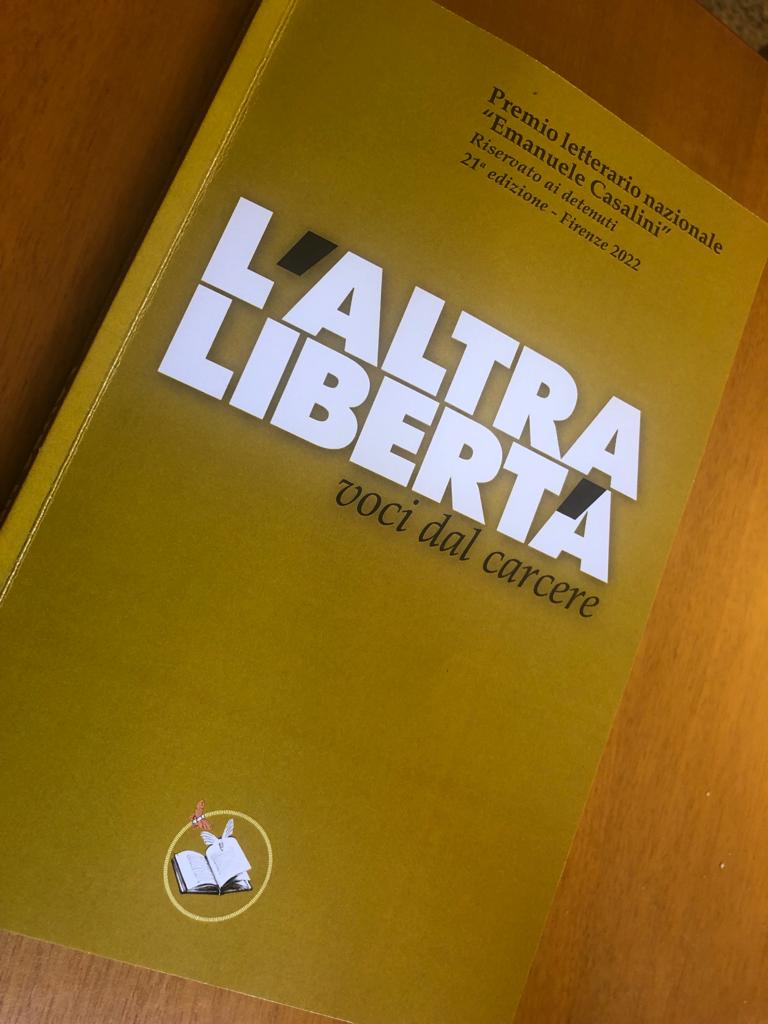 Premio letterario nazionale
"Emanuele Casalini"
Riservato ai detenuti
21ª edizione - Firenze 2022
L'ALTRA
LIBERTÀ
voci dal carcere